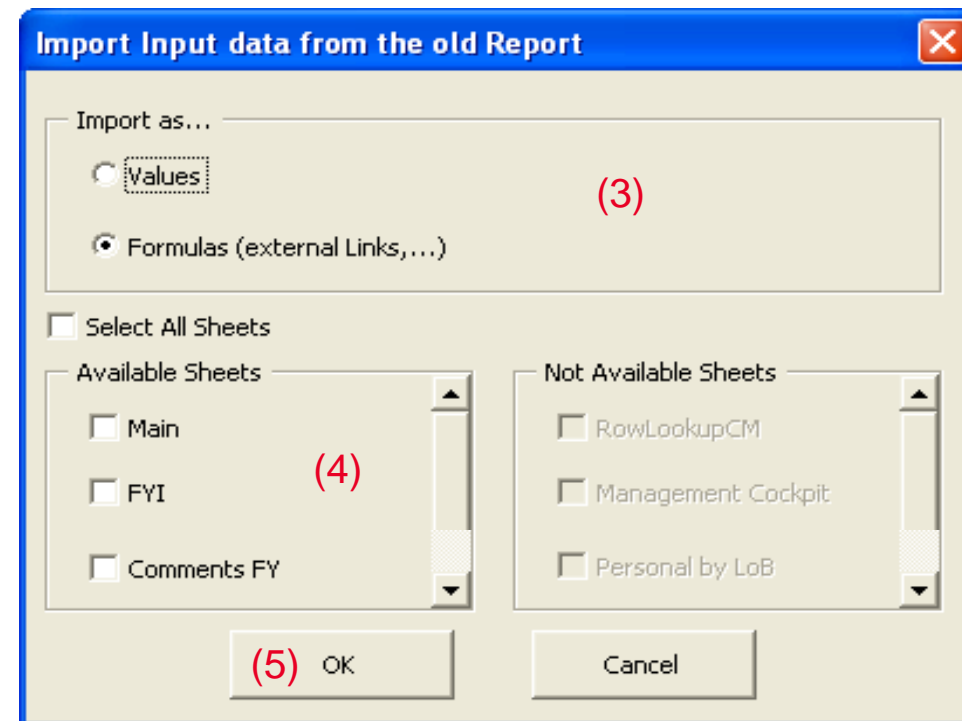 Import Input data from the old Report
Import as...
Values
(3)
Formulas (external Links,...)
Select All Sheets
Available Sheets
Main
(4)
FYI
Comments FY
Not Available Sheets
RowLookupCM
Management Cockpit
Personal by LoB
(5) OK
Cancel